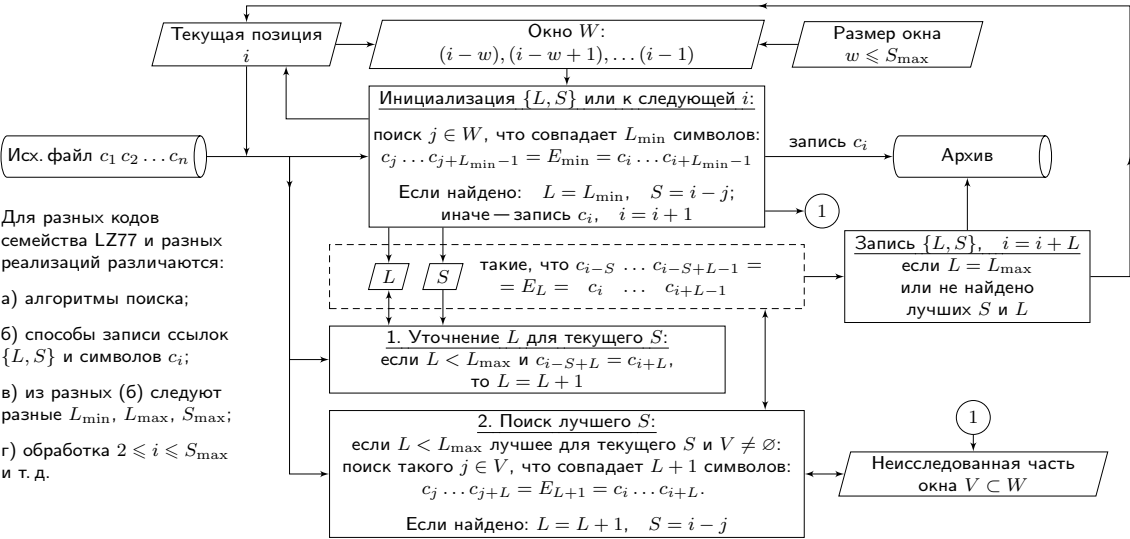 Текущая позиция
i
Окно W:
(i − w), (i − w + 1), … (i − 1)
Размер окна
w ⩽ S_max
Инициализация {L, S} или к следующей i:
поиск j ∈ W, что совпадает L_min символов:
c_j … c_{j+L_min−1} = E_min = c_i … c_{i+L_min−1}
Если найдено: L = L_min, S = i − j;
иначе — запись c_i, i = i + 1
Исх. файл c_1 c_2 … c_n
запись c_i
Архив
1
Для разных кодов
семейства LZ77 и разных
реализаций различаются:
а) алгоритмы поиска;
б) способы записи ссылок
{L, S} и символов c_i;
в) из разных (б) следуют
разные L_min, L_max, S_max;
г) обработка 2 ⩽ i ⩽ S_max
и т. д.
L
S
такие, что c_{i−S} … c_{i−S+L−1} =
= E_L = c_i … c_{i+L−1}
Запись {L, S}, i = i + L
если L = L_max
или не найдено
лучших S и L
1. Уточнение L для текущего S:
если L < L_max и c_{i−S+L} = c_{i+L},
то L = L + 1
2. Поиск лучшего S:
если L < L_max лучшее для текущего S и V ≠ ∅:
поиск такого j ∈ V, что совпадает L + 1 символов:
c_j … c_{j+L} = E_{L+1} = c_i … c_{i+L}.
Если найдено: L = L + 1, S = i − j
1
Неисследованная часть
окна V ⊂ W